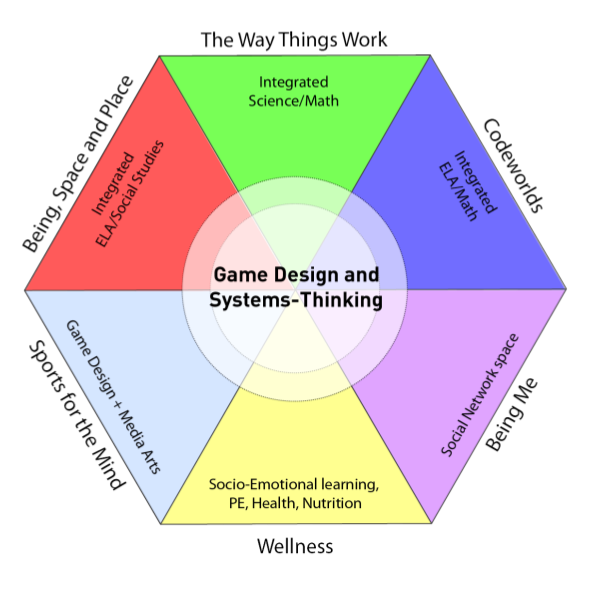 The Way Things Work
Integrated
Science/Math
Being, Space and Place
Integrated
ELA/Social Studies
Codeworlds
Integrated
ELA/Math
Game Design and
Systems-Thinking
Sports for the Mind
Game Design + Media Arts
Social Network space
Being Me
Socio-Emotional learning,
PE, Health, Nutrition
Wellness